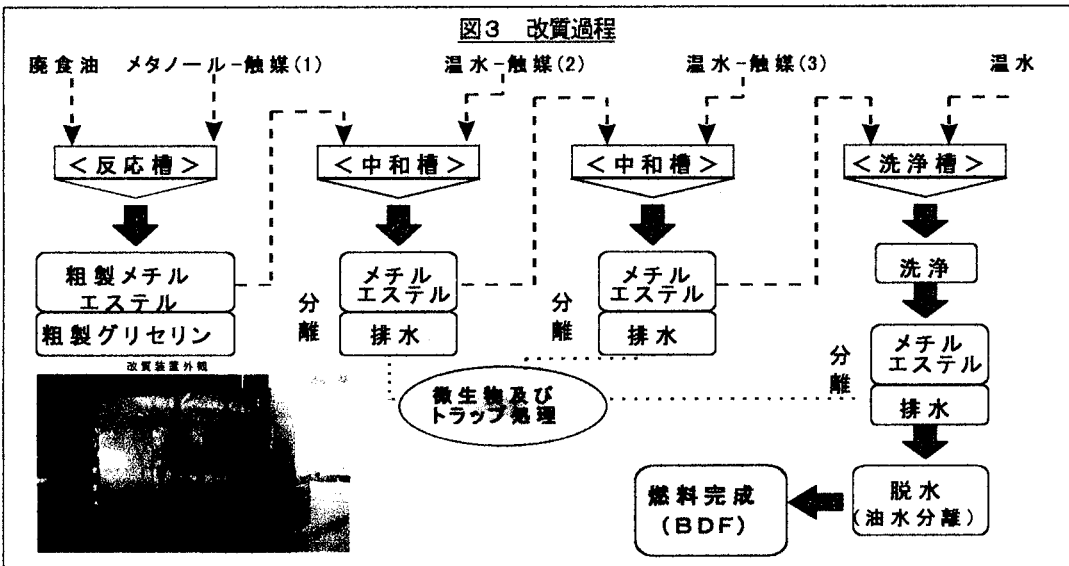 図3 改質過程
廃食油 メタノール-触媒(1) 温水-触媒(2) 温水-触媒(3) 温水
<反応槽> <中和槽> <中和槽> <洗浄槽>
粗製メチル
エステル
粗製グリセリン
分離
メチル
エステル
排水
分離
メチル
エステル
排水
洗浄
分離
メチル
エステル
排水
改質装置外観
微生物及び
トラップ処理
脱水
(油水分離)
燃料完成
(BDF)